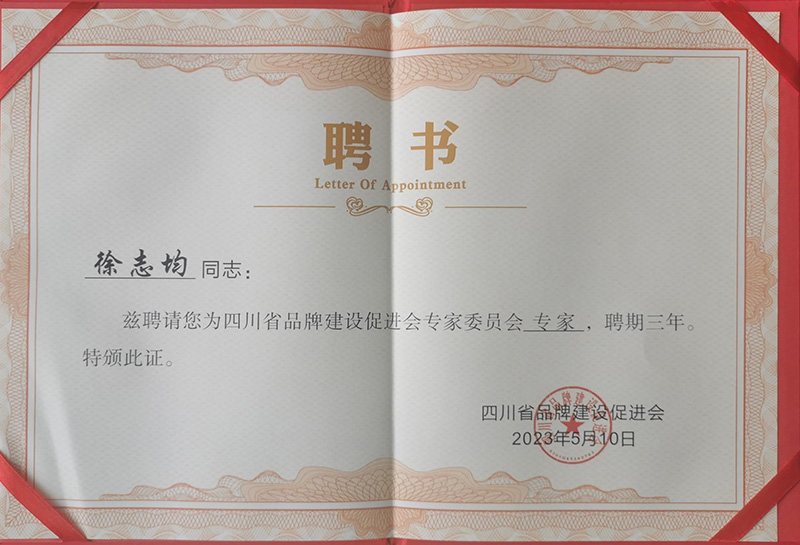 聘书
Letter Of Appointment
徐志均 同志：
兹聘请您为四川省品牌建设促进会专家委员会 专家 ，聘期三年。
特颁此证。
四川省品牌建设促进会
2023年5月10日